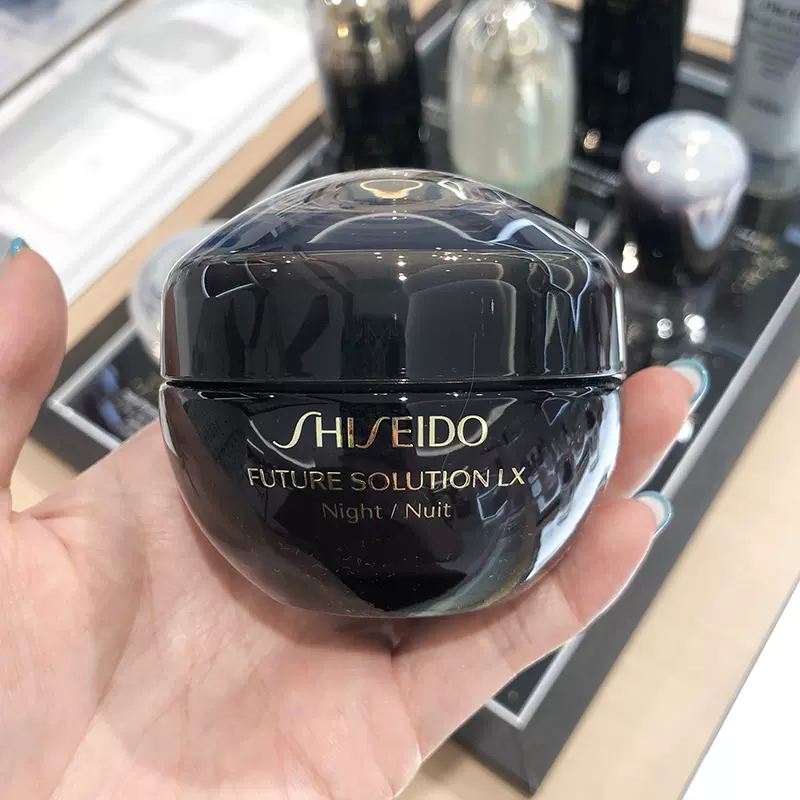 SHISEIDO
FUTURE SOLUTION LX
Night / Nuit